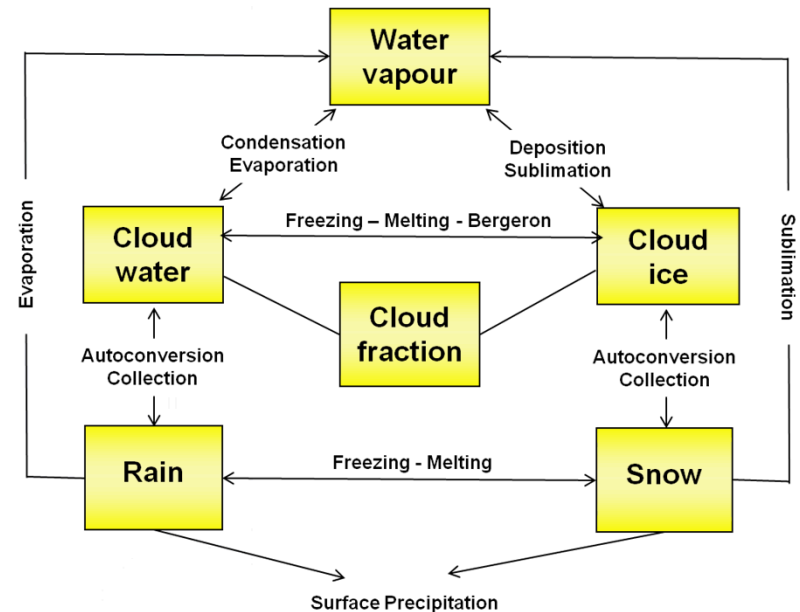 Water
vapour
Condensation
Evaporation
Deposition
Sublimation
Evaporation
Sublimation
Cloud
water
Freezing – Melting - Bergeron
Cloud
ice
Cloud
fraction
Autoconversion
Collection
Autoconversion
Collection
Rain
Freezing - Melting
Snow
Surface Precipitation